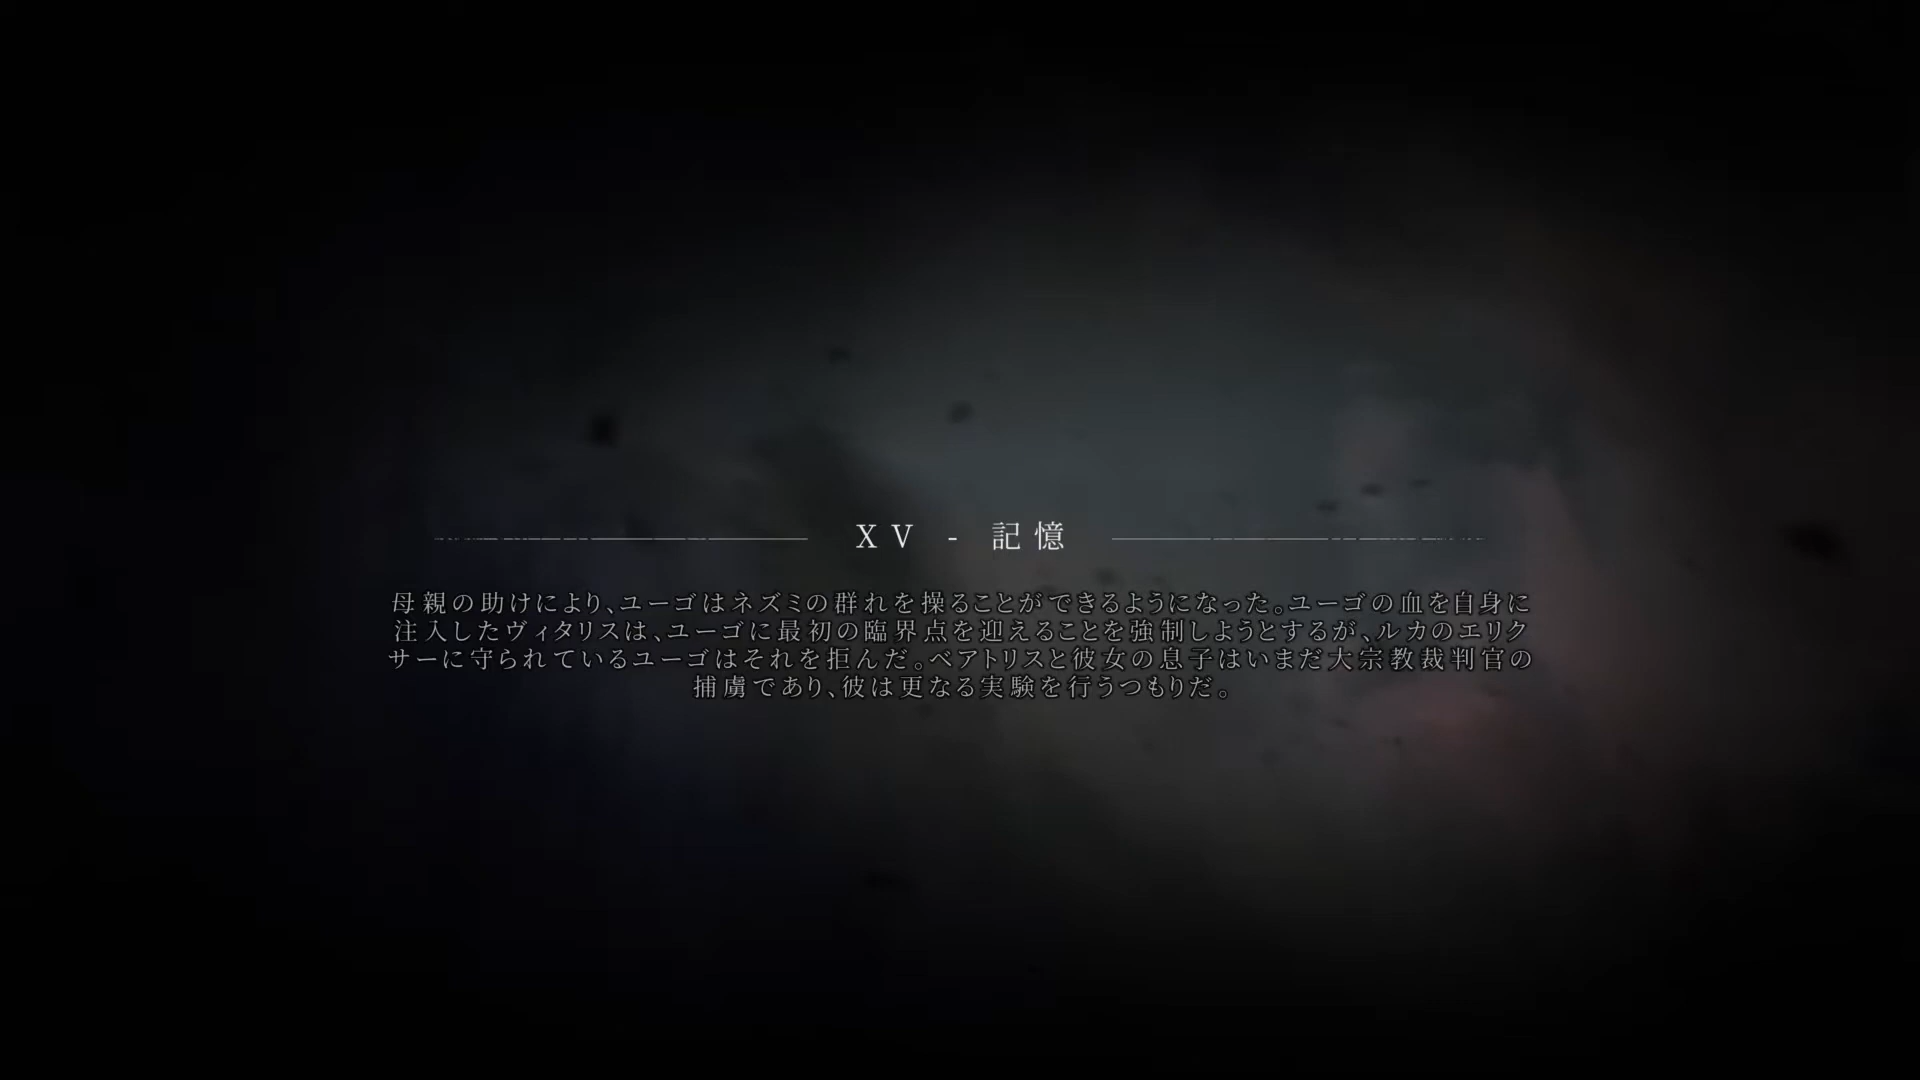 XV - 記憶
母親の助けにより、ユーゴはネズミの群れを操ることができるようになった。ユーゴの血を自身に
注入したヴィタリスは、ユーゴに最初の臨界点を迎えることを強制しようとするが、ルカのエリク
サーに守られているユーゴはそれを拒んだ。ベアトリスと彼女の息子はいまだ大宗教裁判官の
捕虜であり、彼は更なる実験を行うつもりだ。